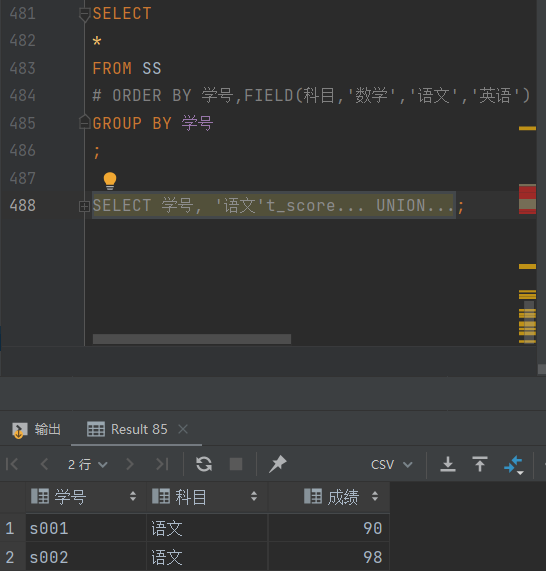 481 SELECT
482 *
483 FROM SS
484 # ORDER BY 学号,FIELD(科目,'数学','语文','英语')
485 GROUP BY 学号
486 ;
487
488 SELECT 学号, '语文't_score... UNION...;
输出 Result 85
2 行 CSV
学号 科目 成绩
1 s001 语文 90
2 s002 语文 98